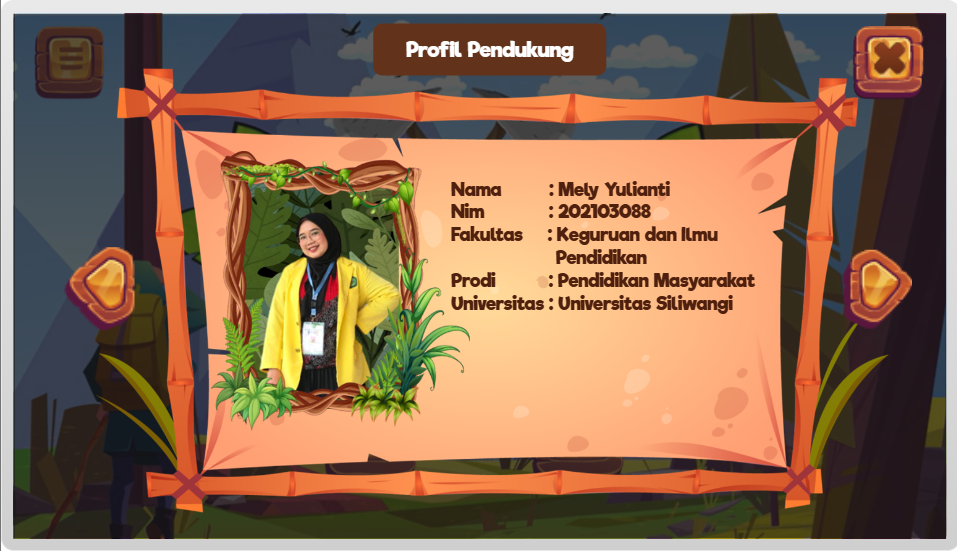 Profil Pendukung
Nama : Mely Yulianti
Nim : 202103088
Fakultas : Keguruan dan Ilmu
Pendidikan
Prodi : Pendidikan Masyarakat
Universitas : Universitas Siliwangi